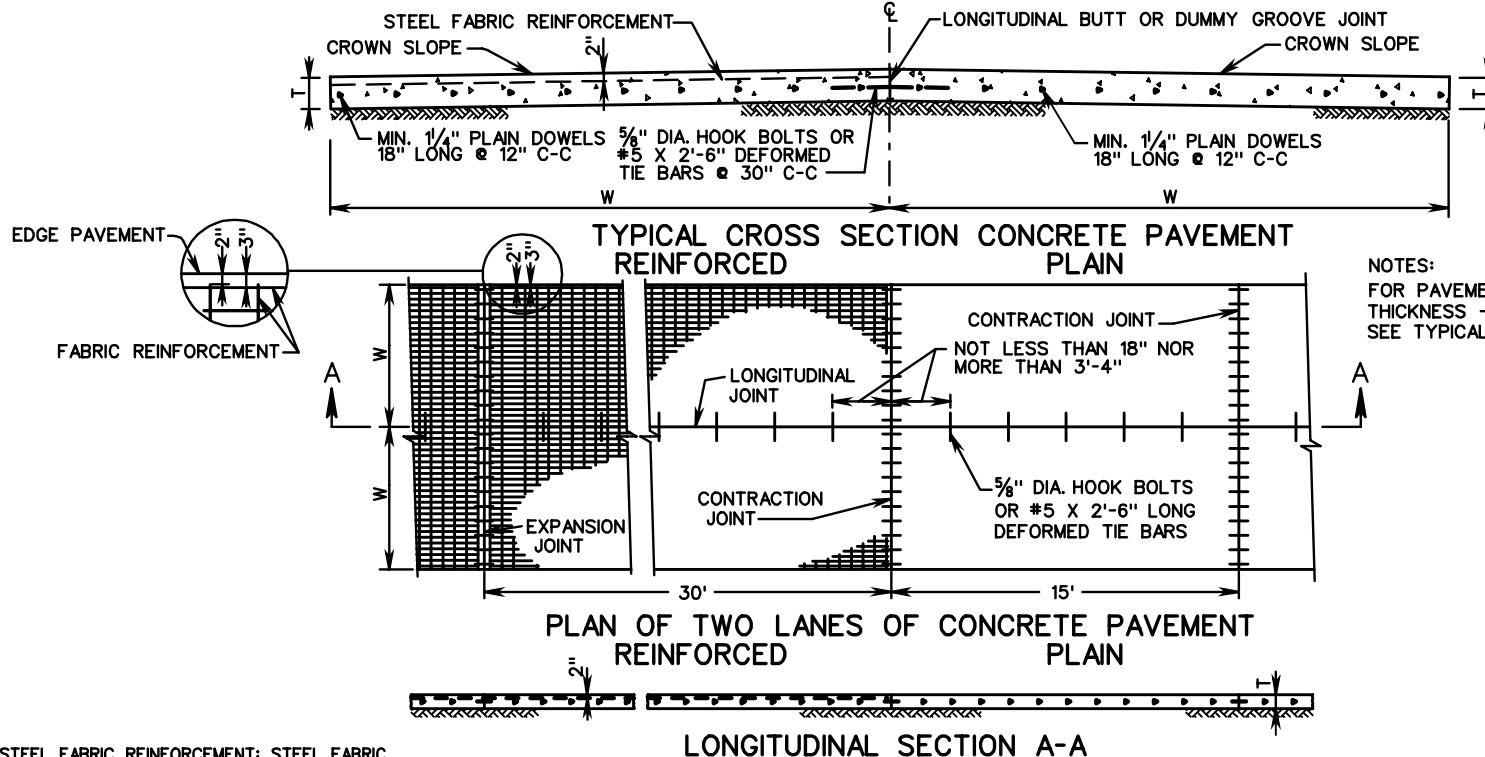 ℄
STEEL FABRIC REINFORCEMENT
LONGITUDINAL BUTT OR DUMMY GROOVE JOINT
CROWN SLOPE
2"
CROWN SLOPE
T
T
MIN. 1¼" PLAIN DOWELS
18" LONG @ 12" C-C
⅝" DIA. HOOK BOLTS OR
#5 X 2'-6" DEFORMED
TIE BARS @ 30" C-C
MIN. 1¼" PLAIN DOWELS
18" LONG @ 12" C-C
W
W
TYPICAL CROSS SECTION CONCRETE PAVEMENT
REINFORCED PLAIN
EDGE PAVEMENT
2"
3"
2"
3"
FABRIC REINFORCEMENT
NOTES:
FOR PAVEME
THICKNESS -
SEE TYPICAL
CONTRACTION JOINT
NOT LESS THAN 18" NOR
MORE THAN 3'-4"
W
A
LONGITUDINAL
JOINT
A
W
CONTRACTION
JOINT
⅝" DIA. HOOK BOLTS
OR #5 X 2'-6" LONG
DEFORMED TIE BARS
EXPANSION
JOINT
30'
15'
PLAN OF TWO LANES OF CONCRETE PAVEMENT
REINFORCED PLAIN
2"
T
LONGITUDINAL SECTION A-A
STEEL FABRIC REINFORCEMENT: STEEL FABRIC